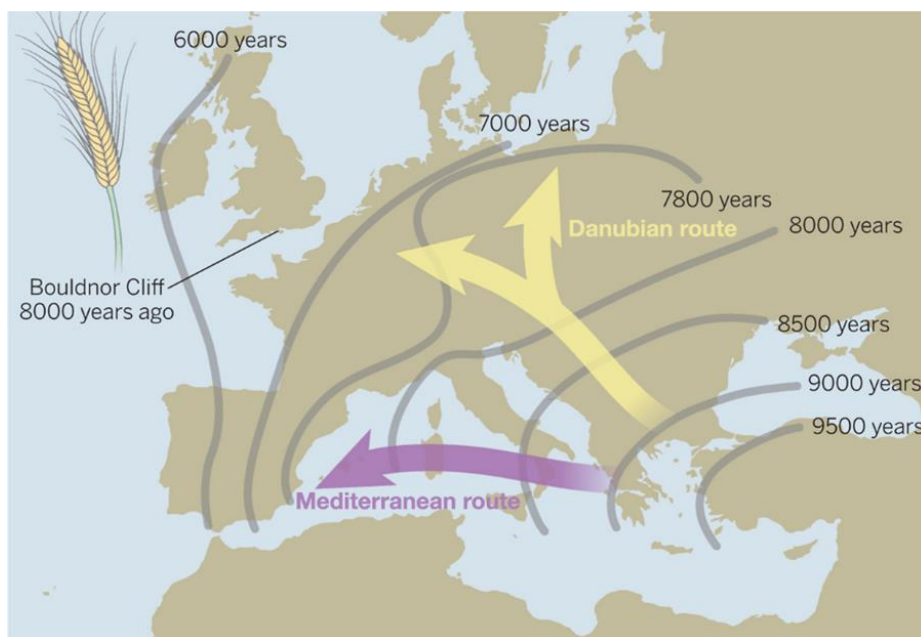 6000 years
7000 years
7800 years
Danubian route
8000 years
Bouldnor Cliff
8000 years ago
8500 years
9000 years
9500 years
Mediterranean route